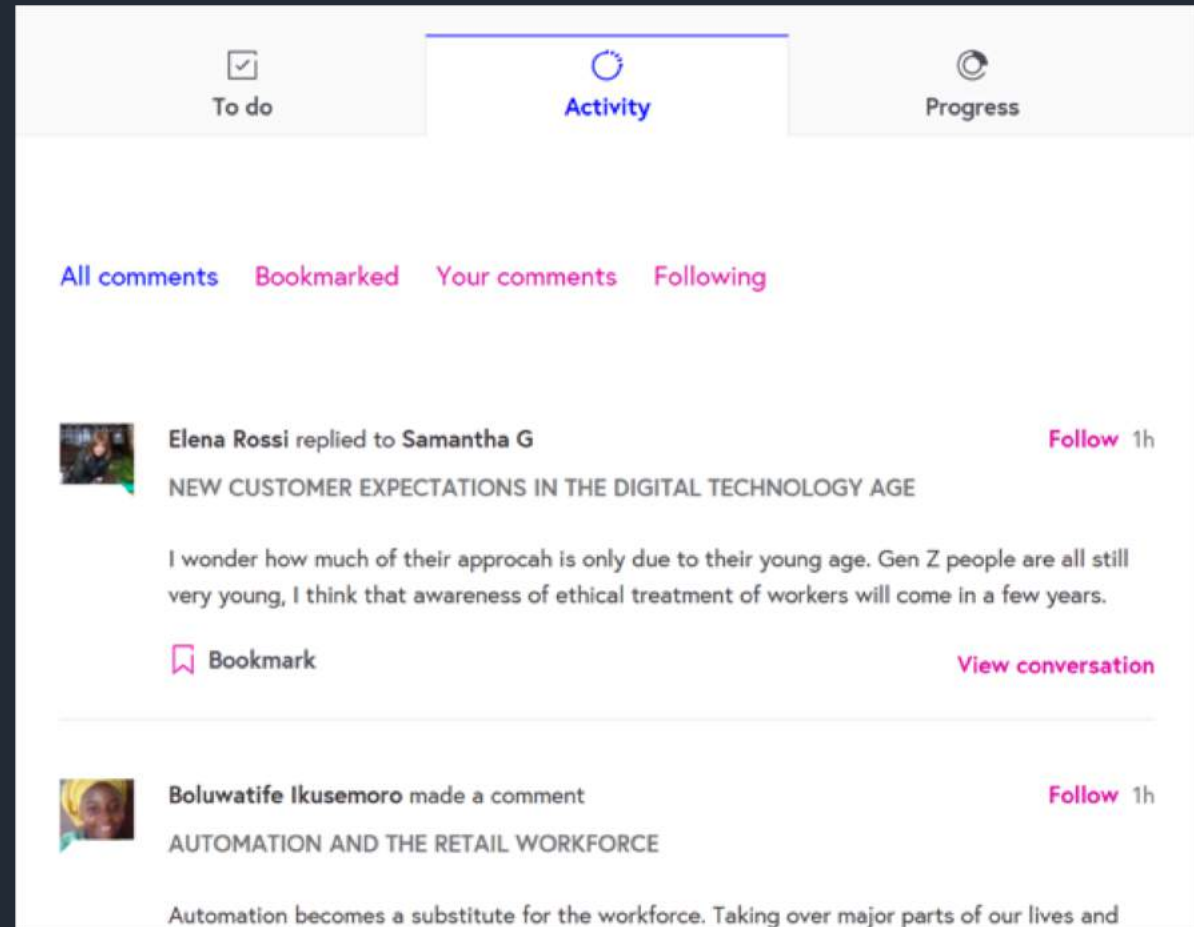 To do
Activity
Progress
All comments Bookmarked Your comments Following
Elena Rossi replied to Samantha G Follow 1h
NEW CUSTOMER EXPECTATIONS IN THE DIGITAL TECHNOLOGY AGE
I wonder how much of their approcah is only due to their young age. Gen Z people are all still
very young, I think that awareness of ethical treatment of workers will come in a few years.
Bookmark View conversation
Boluwatife Ikusemoro made a comment Follow 1h
AUTOMATION AND THE RETAIL WORKFORCE
Automation becomes a substitute for the workforce. Taking over major parts of our lives and